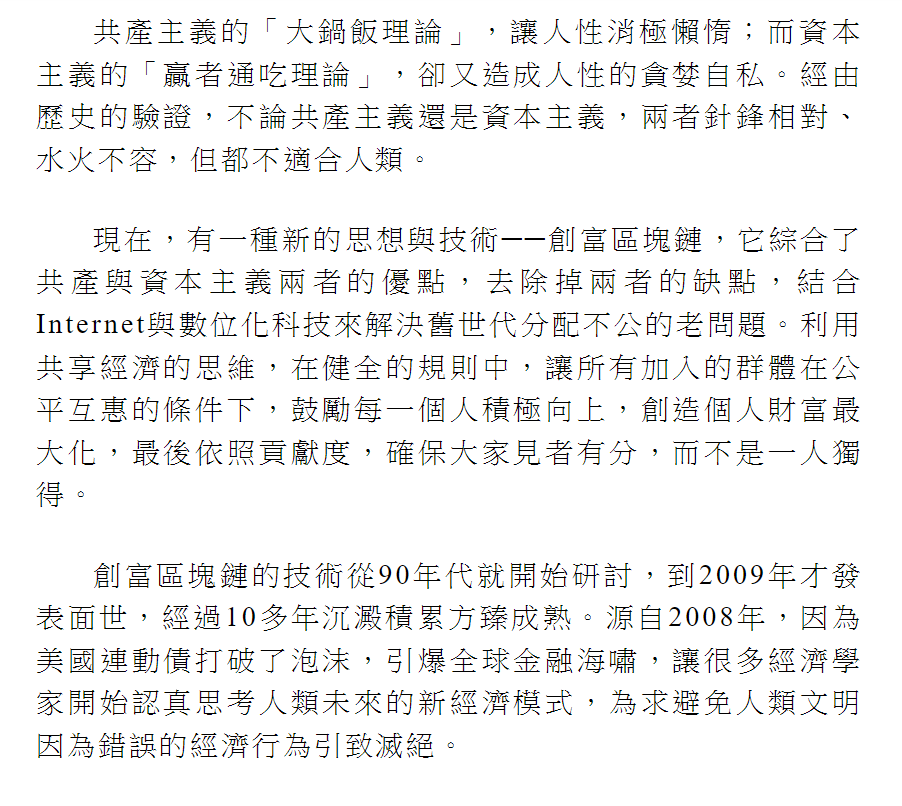 共產主義的「大鍋飯理論」，讓人性消極懶惰；而資本
主義的「贏者通吃理論」，卻又造成人性的貪婪自私。經由
歷史的驗證，不論共產主義還是資本主義，兩者針鋒相對、
水火不容，但都不適合人類。
現在，有一種新的思想與技術──創富區塊鏈，它綜合了
共產與資本主義兩者的優點，去除掉兩者的缺點，結合
Internet與數位化科技來解決舊世代分配不公的老問題。利用
共享經濟的思維，在健全的規則中，讓所有加入的群體在公
平互惠的條件下，鼓勵每一個人積極向上，創造個人財富最
大化，最後依照貢獻度，確保大家見者有分，而不是一人獨
得。
創富區塊鏈的技術從90年代就開始研討，到2009年才發
表面世，經過10多年沉澱積累方臻成熟。源自2008年，因為
美國連動債打破了泡沫，引爆全球金融海嘯，讓很多經濟學
家開始認真思考人類未來的新經濟模式，為求避免人類文明
因為錯誤的經濟行為引致滅絕。